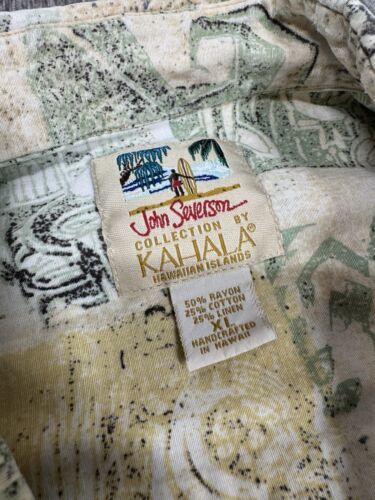 John Severson
COLLECTION BY
KAHALA®
HAWAIIAN ISLANDS
50% RAYON
25% COTTON
25% LINEN
XL
HANDCRAFTED
IN HAWAII